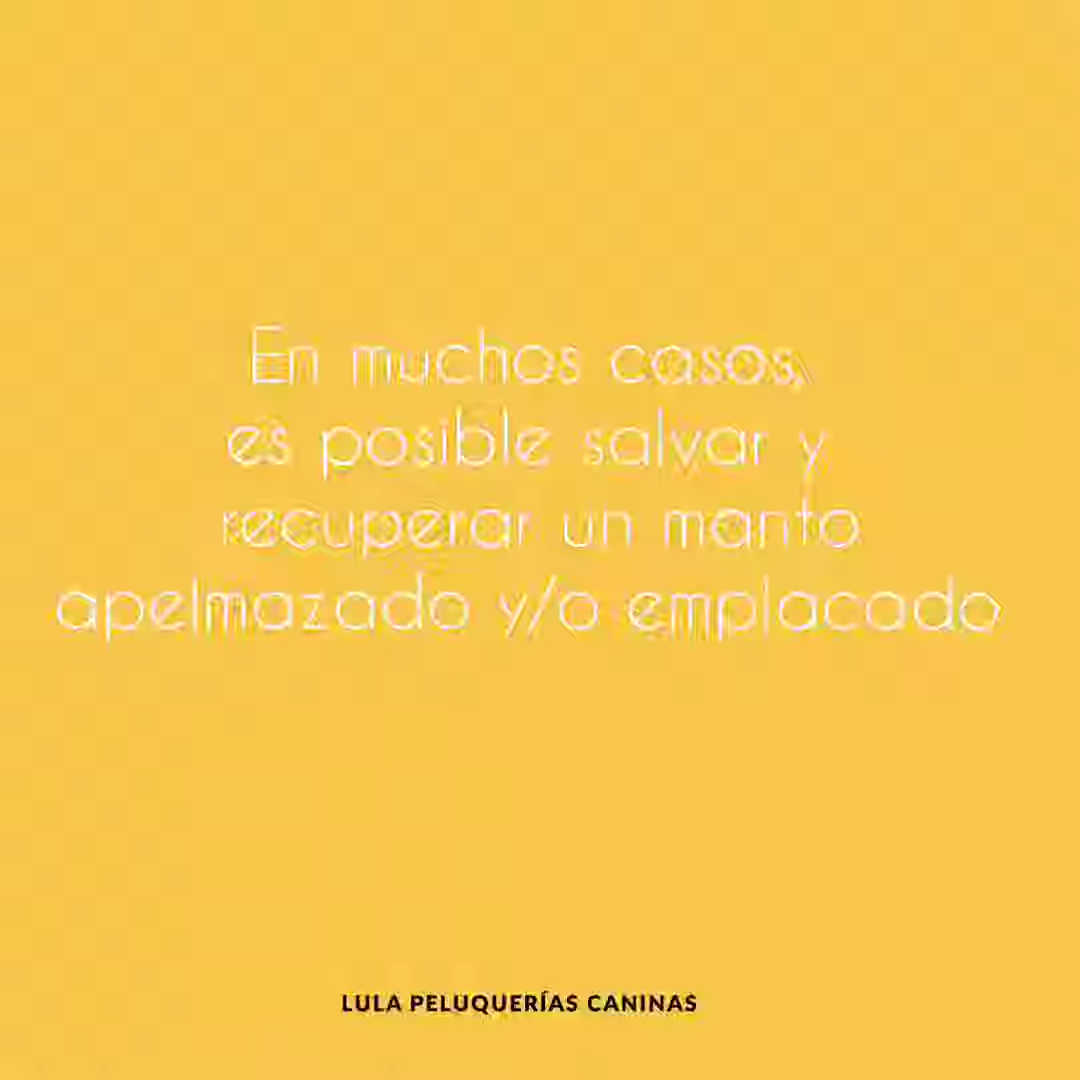 En muchos casos,
es posible salvar y
recuperar un manto
apelmazado y/o emplacado
LULA PELUQUERÍAS CANINAS